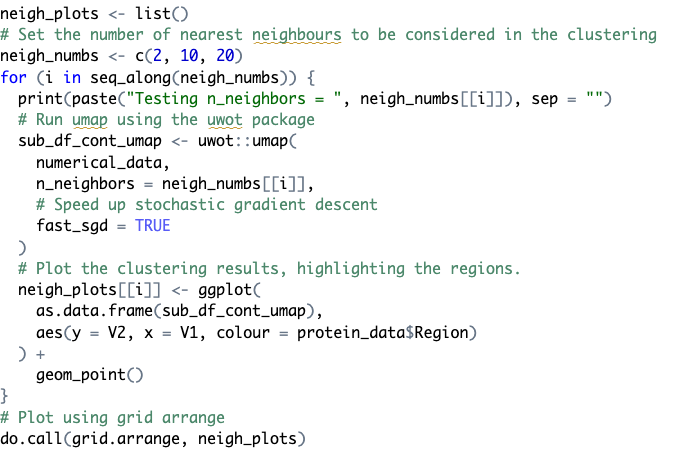 neigh_plots <- list()
# Set the number of nearest neighbours to be considered in the clustering
neigh_numbs <- c(2, 10, 20)
for (i in seq_along(neigh_numbs)) {
  print(paste("Testing n_neighbors = ", neigh_numbs[[i]]), sep = "")
  # Run umap using the uwot package
  sub_df_cont_umap <- uwot::umap(
    numerical_data,
    n_neighbors = neigh_numbs[[i]],
    # Speed up stochastic gradient descent
    fast_sgd = TRUE
  )
  # Plot the clustering results, highlighting the regions.
  neigh_plots[[i]] <- ggplot(
    as.data.frame(sub_df_cont_umap),
    aes(y = V2, x = V1, colour = protein_data$Region)
  ) +
    geom_point()
}
# Plot using grid arrange
do.call(grid.arrange, neigh_plots)